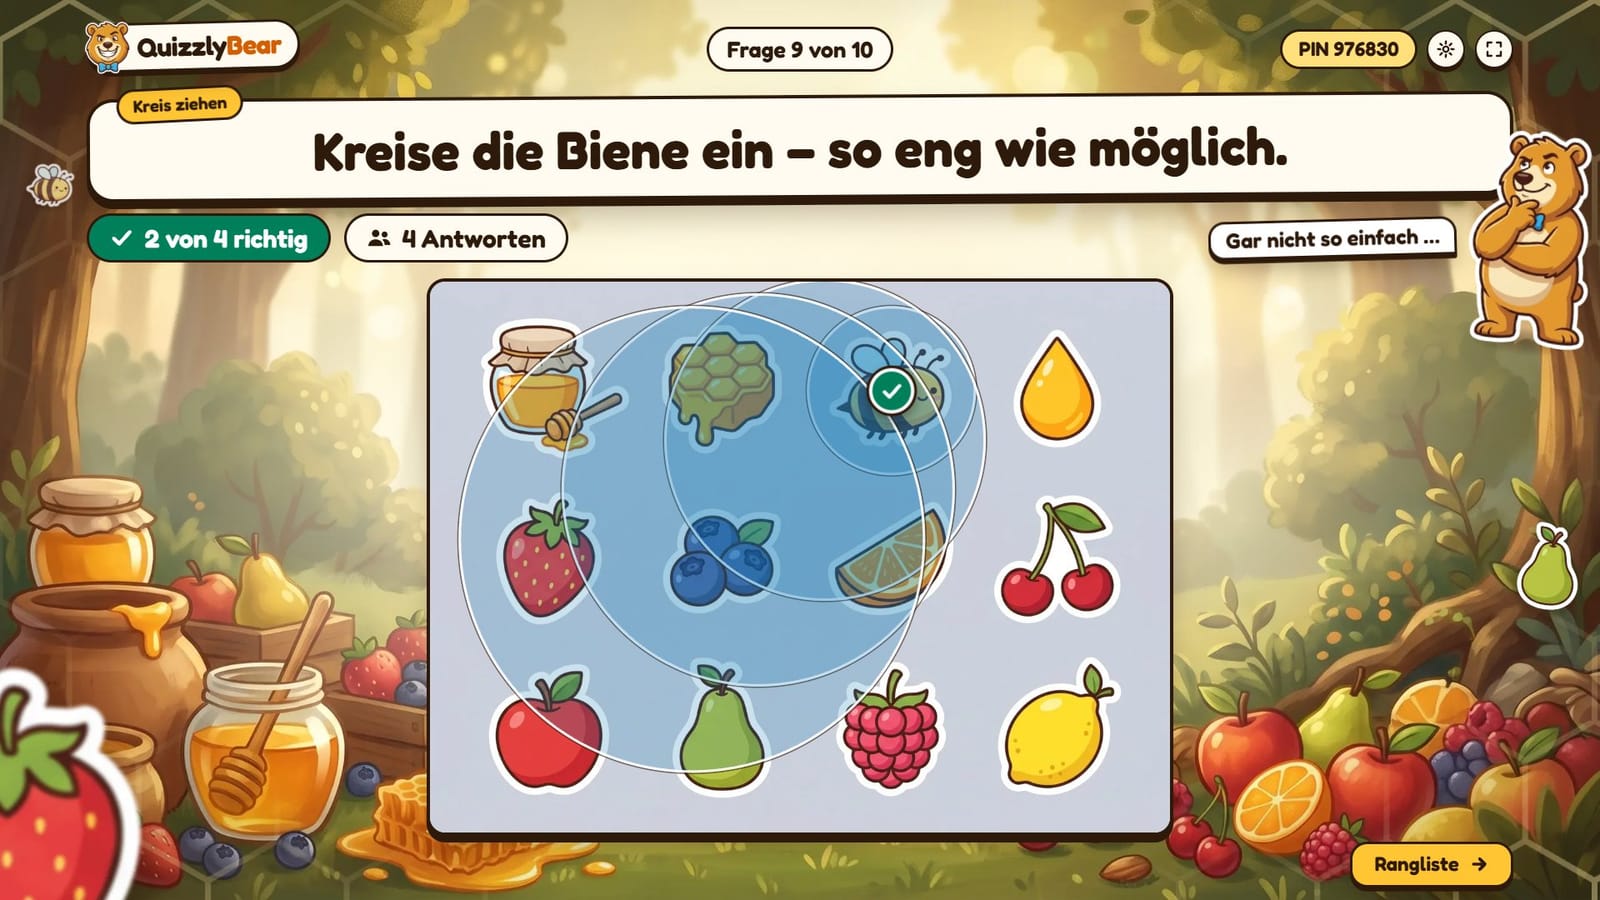 QuizzlyBear
Frage 9 von 10
PIN 976830
Kreis ziehen
Kreise die Biene ein – so eng wie möglich.
2 von 4 richtig
4 Antworten
Gar nicht so einfach ...
Rangliste →